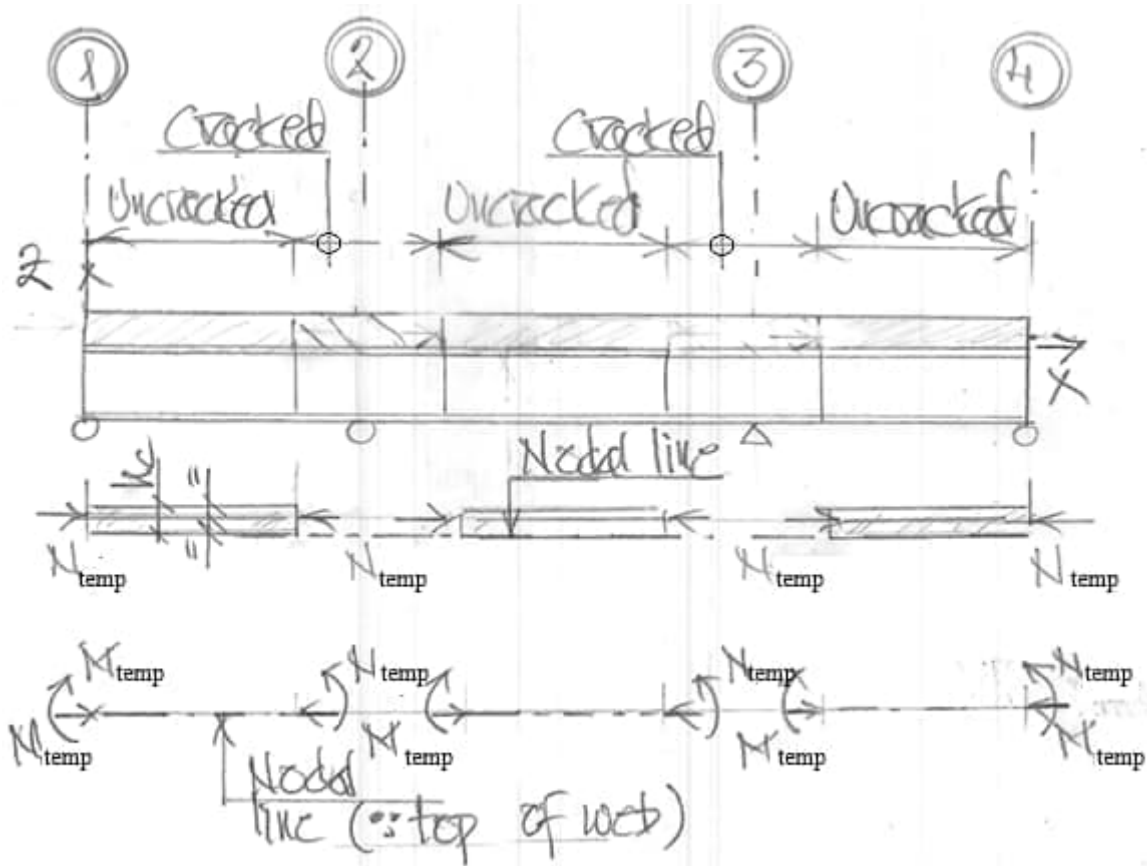 1 2 3 4
Cracked Cracked
Uncracked Uncracked Uncracked
Z
X
Nodal line
N temp N temp N temp N temp
M temp N temp N temp N temp
M temp M temp M temp M temp
Nodal
line (∵ top of web)